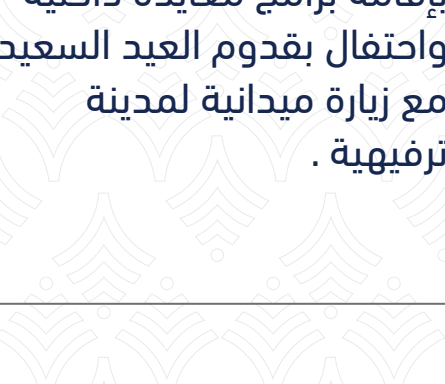 بإقامة برامج معايدة داخلية
واحتفال بقدوم العيد السعيد
مع زيارة ميدانية لمدينة
ترفيهية .